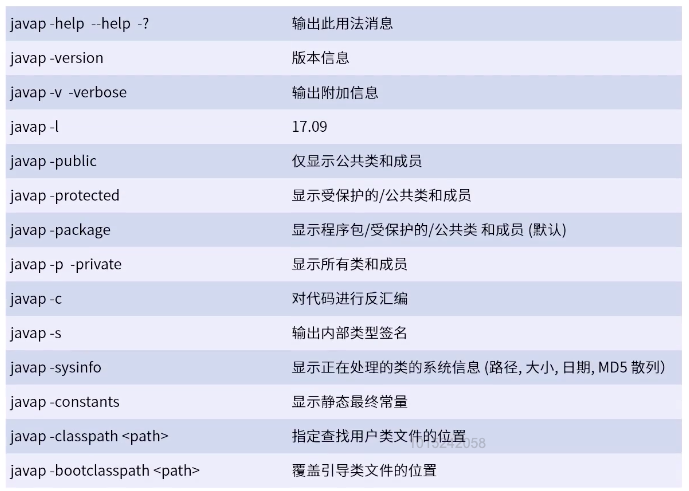 javap -help  --help  -? 输出此用法消息
javap -version 版本信息
javap -v  -verbose 输出附加信息
javap -l 17.09
javap -public 仅显示公共类和成员
javap -protected 显示受保护的/公共类和成员
javap -package 显示程序包/受保护的/公共类 和成员 (默认)
javap -p  -private 显示所有类和成员
javap -c 对代码进行反汇编
javap -s 输出内部类型签名
javap -sysinfo 显示正在处理的类的系统信息 (路径, 大小, 日期, MD5 散列)
javap -constants 显示静态最终常量
javap -classpath <path> 指定查找用户类文件的位置
1015242058
javap -bootclasspath <path> 覆盖引导类文件的位置